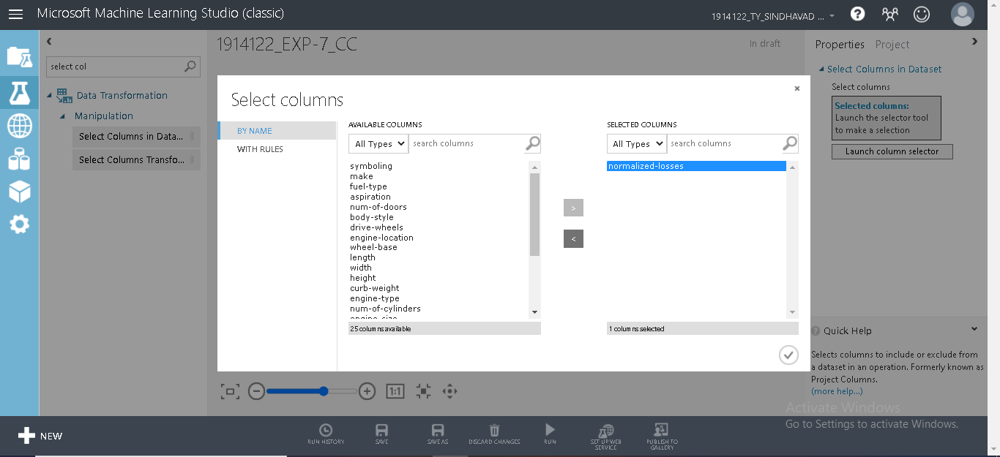 Microsoft Machine Learning Studio (classic)
1914122_TY_SINDHAVAD ...
select col
Data Transformation
Manipulation
Select Columns in Data...
Select Columns Transfo...
1914122_EXP-7_CC
In draft
Select columns
BY NAME
WITH RULES
AVAILABLE COLUMNS
All Types
search columns
symboling
make
fuel-type
aspiration
num-of-doors
body-style
drive-wheels
engine-location
wheel-base
length
width
height
curb-weight
engine-type
num-of-cylinders
engine-size
25 columns available
>
<
SELECTED COLUMNS
All Types
search columns
normalized-losses
1 columns selected
Properties Project
Select Columns in Dataset
Select columns
Selected columns:
Launch the selector tool
to make a selection
Launch column selector
Quick Help
Selects columns to include or exclude from
a dataset in an operation. Formerly known as
Project Columns.
(more help...)
Activate Windows
Go to Settings to activate Windows.
1:1
NEW
RUN HISTORY
SAVE
SAVE AS
DISCARD CHANGES
RUN
SET UP WEB
SERVICE
PUBLISH TO
GALLERY